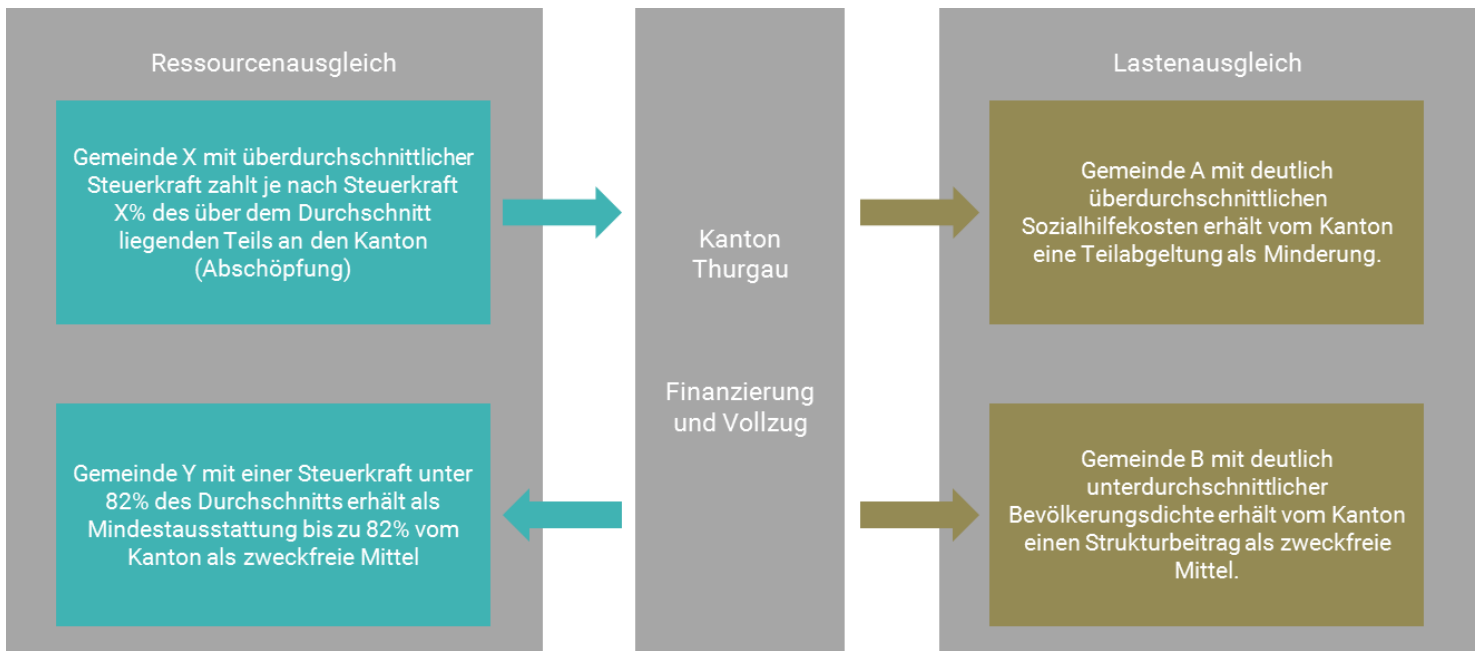 Ressourcenausgleich
Gemeinde X mit überdurchschnittlicher
Steuerkraft zahlt je nach Steuerkraft
X% des über dem Durchschnitt
liegenden Teils an den Kanton
(Abschöpfung)
Gemeinde Y mit einer Steuerkraft unter
82% des Durchschnitts erhält als
Mindestausstattung bis zu 82% vom
Kanton als zweckfreie Mittel
Kanton
Thurgau
Finanzierung
und Vollzug
Lastenausgleich
Gemeinde A mit deutlich
überdurchschnittlichen
Sozialhilfekosten erhält vom Kanton
eine Teilabgeltung als Minderung.
Gemeinde B mit deutlich
unterdurchschnittlicher
Bevölkerungsdichte erhält vom Kanton
einen Strukturbeitrag als zweckfreie
Mittel.